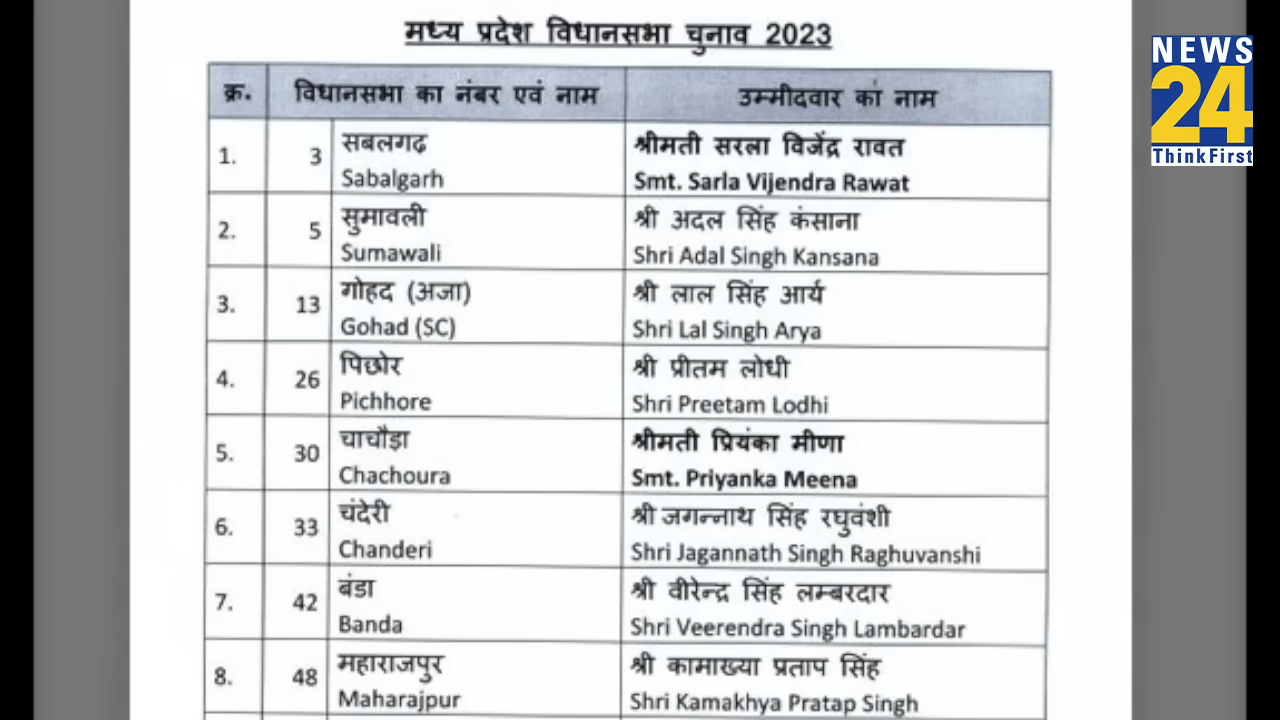 मध्य प्रदेश विधानसभा चुनाव 2023
NEWS
24
ThinkFirst
क्र. विधानसभा का नंबर एवं नाम उम्मीदवार का नाम
1. 3 सबलगढ़ श्रीमती सरला विजेंद्र रावत
Sabalgarh Smt. Sarla Vijendra Rawat
2. 5 सुमावली श्री अदल सिंह कंसाना
Sumawali Shri Adal Singh Kansana
3. 13 गोहद (अजा) श्री लाल सिंह आर्य
Gohad (SC) Shri Lal Singh Arya
4. 26 पिछोर श्री प्रीतम लोधी
Pichhore Shri Preetam Lodhi
5. 30 चाचौड़ा श्रीमती प्रियंका मीणा
Chachoura Smt. Priyanka Meena
6. 33 चंदेरी श्री जगन्नाथ सिंह रघुवंशी
Chanderi Shri Jagannath Singh Raghuvanshi
7. 42 बंडा श्री वीरेन्द्र सिंह लम्बरदार
Banda Shri Veerendra Singh Lambardar
8. 48 महाराजपुर श्री कामाख्या प्रताप सिंह
Maharajpur Shri Kamakhya Pratap Singh